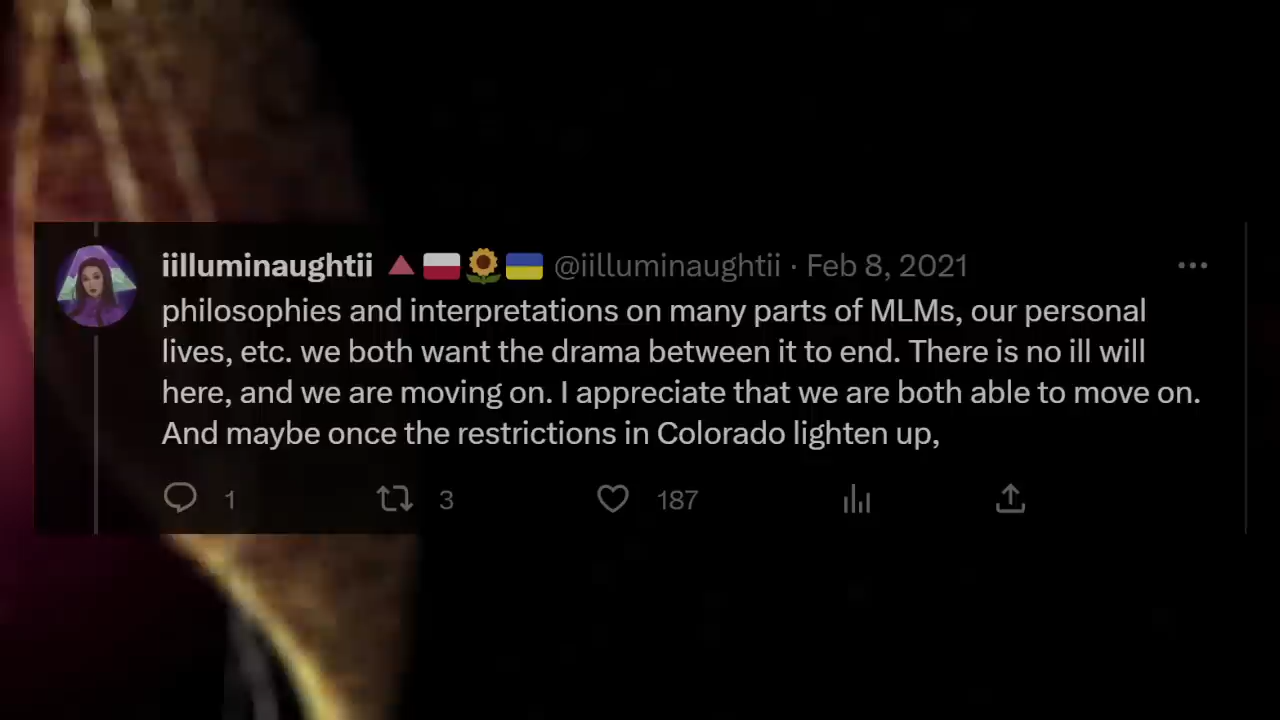 iilluminaughtii 🔺🇵🇱🌻🇺🇦 @iilluminaughtii · Feb 8, 2021
philosophies and interpretations on many parts of MLMs, our personal
lives, etc. we both want the drama between it to end. There is no ill will
here, and we are moving on. I appreciate that we are both able to move on.
And maybe once the restrictions in Colorado lighten up,
1 3 187